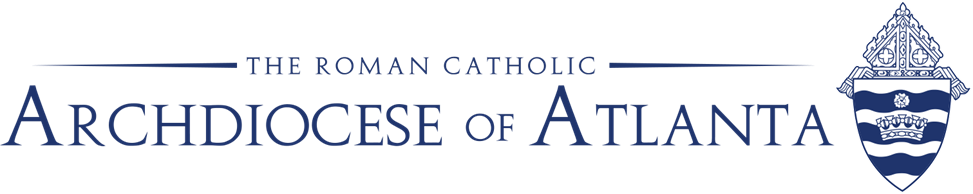 THE ROMAN CATHOLIC
ARCHDIOCESE OF ATLANTA